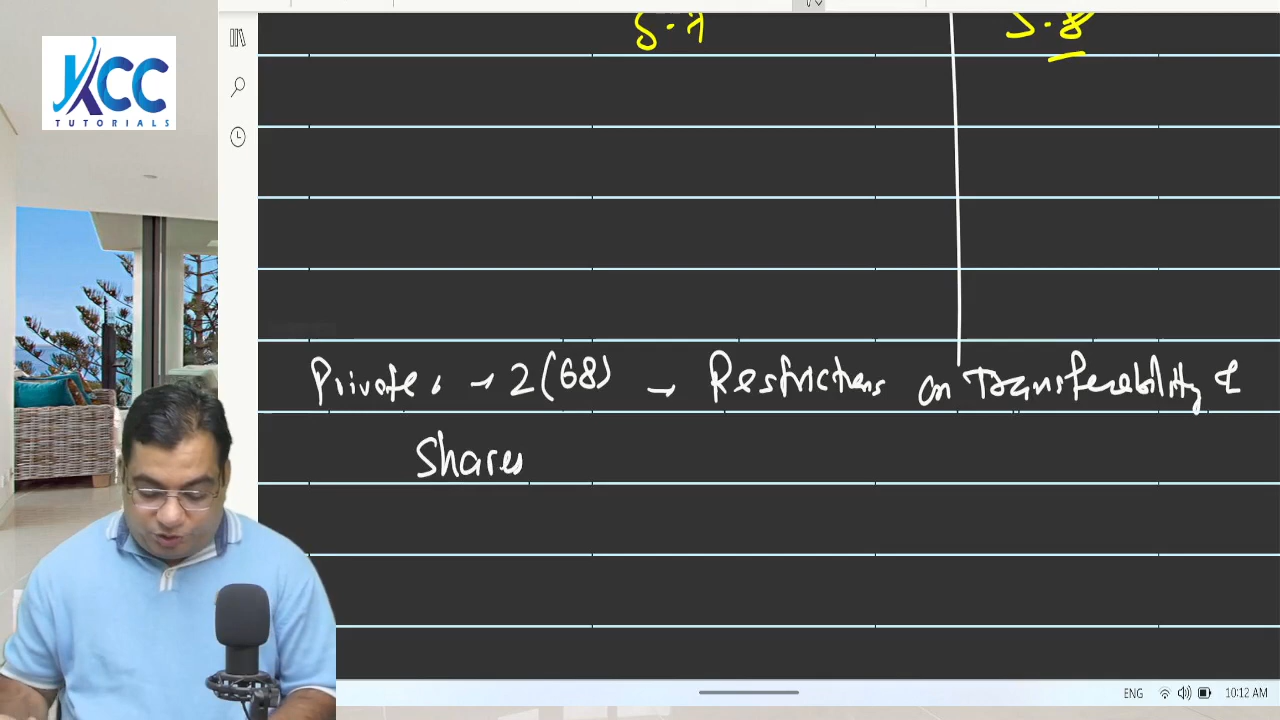 S. 7
S. 8
KCC
TUTORIALS
Private. → 2(68) → Restrictions on Transferability of
Shares
ENG
10:12 AM